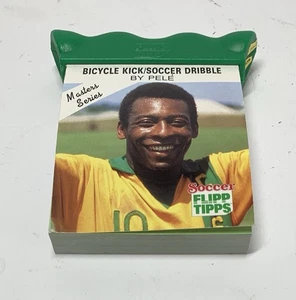 BICYCLE KICK/SOCCER DRIBBLE
BY PELÉ
Masters
Series
10
Soccer
FLIPP
TIPPS